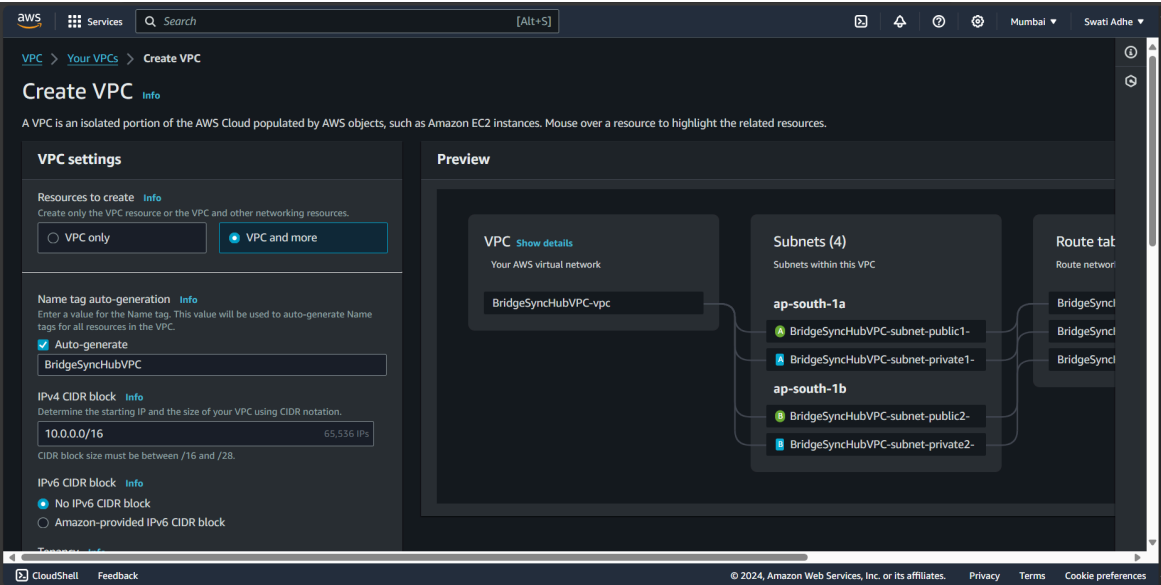 aws
Services
Search
[Alt+S]
Mumbai
Swati Adhe
VPC > Your VPCs > Create VPC
Create VPC Info
A VPC is an isolated portion of the AWS Cloud populated by AWS objects, such as Amazon EC2 instances. Mouse over a resource to highlight the related resources.
VPC settings
Resources to create Info
Create only the VPC resource or the VPC and other networking resources.
VPC only
VPC and more
Name tag auto-generation Info
Enter a value for the Name tag. This value will be used to auto-generate Name
tags for all resources in the VPC.
Auto-generate
BridgeSyncHubVPC
IPv4 CIDR block Info
Determine the starting IP and the size of your VPC using CIDR notation.
10.0.0.0/16
65,536 IPs
CIDR block size must be between /16 and /28.
IPv6 CIDR block Info
No IPv6 CIDR block
Amazon-provided IPv6 CIDR block
Tenancy Info
Preview
VPC Show details
Your AWS virtual network
BridgeSyncHubVPC-vpc
Subnets (4)
Subnets within this VPC
ap-south-1a
A BridgeSyncHubVPC-subnet-public1-
A BridgeSyncHubVPC-subnet-private1-
ap-south-1b
B BridgeSyncHubVPC-subnet-public2-
B BridgeSyncHubVPC-subnet-private2-
Route tab
Route networ
BridgeSync
BridgeSync
BridgeSync
CloudShell
Feedback
© 2024, Amazon Web Services, Inc. or its affiliates.
Privacy
Terms
Cookie preferences